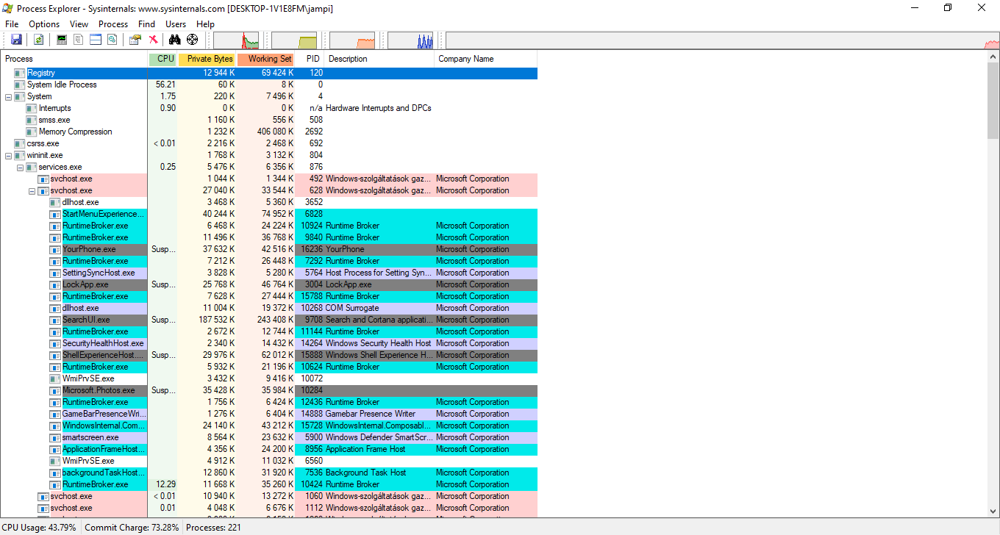 Process Explorer - Sysinternals: www.sysinternals.com [DESKTOP-1V1E8FM\jampi]
File Options View Process Find Users Help
Process CPU Private Bytes Working Set PID Description Company Name
Registry 12 944 K 69 424 K 120
System Idle Process 56.21 60 K 8 K 0
System 1.75 220 K 7 496 K 4
Interrupts 0.90 0 K 0 K n/a Hardware Interrupts and DPCs
smss.exe 1 160 K 556 K 508
Memory Compression 1 232 K 406 080 K 2692
csrss.exe < 0.01 2 216 K 2 468 K 692
wininit.exe 1 768 K 3 132 K 804
services.exe 0.25 5 476 K 6 356 K 876
svchost.exe 1 044 K 1 344 K 492 Windows-szolgáltatások gaz... Microsoft Corporation
svchost.exe 27 040 K 33 544 K 628 Windows-szolgáltatások gaz... Microsoft Corporation
dllhost.exe 3 468 K 5 360 K 3652
StartMenuExperience... 40 244 K 74 952 K 6828
RuntimeBroker.exe 6 468 K 24 224 K 10924 Runtime Broker Microsoft Corporation
RuntimeBroker.exe 11 496 K 36 768 K 9840 Runtime Broker Microsoft Corporation
YourPhone.exe Susp... 37 632 K 42 516 K 16236 YourPhone Microsoft Corporation
RuntimeBroker.exe 7 212 K 26 448 K 7292 Runtime Broker Microsoft Corporation
SettingSyncHost.exe 3 828 K 5 280 K 5764 Host Process for Setting Syn... Microsoft Corporation
LockApp.exe Susp... 25 768 K 46 764 K 3004 LockApp.exe Microsoft Corporation
RuntimeBroker.exe 7 628 K 27 444 K 15788 Runtime Broker Microsoft Corporation
dllhost.exe 11 004 K 19 372 K 10268 COM Surrogate Microsoft Corporation
SearchUI.exe Susp... 187 532 K 243 408 K 9708 Search and Cortana applicati... Microsoft Corporation
RuntimeBroker.exe 2 672 K 12 744 K 11144 Runtime Broker Microsoft Corporation
SecurityHealthHost.exe 2 340 K 14 432 K 14264 Windows Security Health Host Microsoft Corporation
ShellExperienceHost.... Susp... 29 976 K 62 012 K 15888 Windows Shell Experience H... Microsoft Corporation
RuntimeBroker.exe 5 932 K 21 196 K 10624 Runtime Broker Microsoft Corporation
WmiPrvSE.exe 3 432 K 9 416 K 10072
Microsoft.Photos.exe Susp... 35 428 K 35 984 K 10284
RuntimeBroker.exe 1 756 K 6 424 K 12436 Runtime Broker Microsoft Corporation
GameBarPresenceWri... 1 276 K 6 404 K 14888 Gamebar Presence Writer Microsoft Corporation
WindowsInternal.Com... 24 140 K 43 212 K 15728 WindowsInternal.Composabl... Microsoft Corporation
smartscreen.exe 8 564 K 23 632 K 5900 Windows Defender SmartScr... Microsoft Corporation
ApplicationFrameHost... 4 356 K 24 200 K 8956 Application Frame Host Microsoft Corporation
WmiPrvSE.exe 4 912 K 11 032 K 6560
backgroundTaskHost... 12 860 K 31 920 K 7536 Background Task Host Microsoft Corporation
RuntimeBroker.exe 12.29 11 668 K 35 260 K 10424 Runtime Broker Microsoft Corporation
svchost.exe < 0.01 10 940 K 13 272 K 1060 Windows-szolgáltatások gaz... Microsoft Corporation
svchost.exe 0.01 4 048 K 6 676 K 1112 Windows-szolgáltatások gaz... Microsoft Corporation
CPU Usage: 43.79% Commit Charge: 73.28% Processes: 221